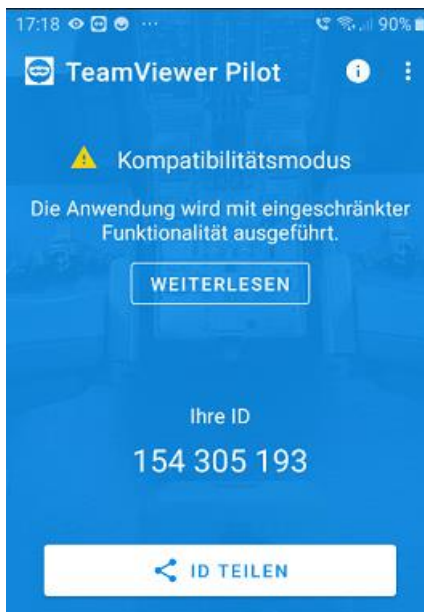 17:18 ... 90%
TeamViewer Pilot
Kompatibilitätsmodus
Die Anwendung wird mit eingeschränkter
Funktionalität ausgeführt.
WEITERLESEN
Ihre ID
154 305 193
ID TEILEN